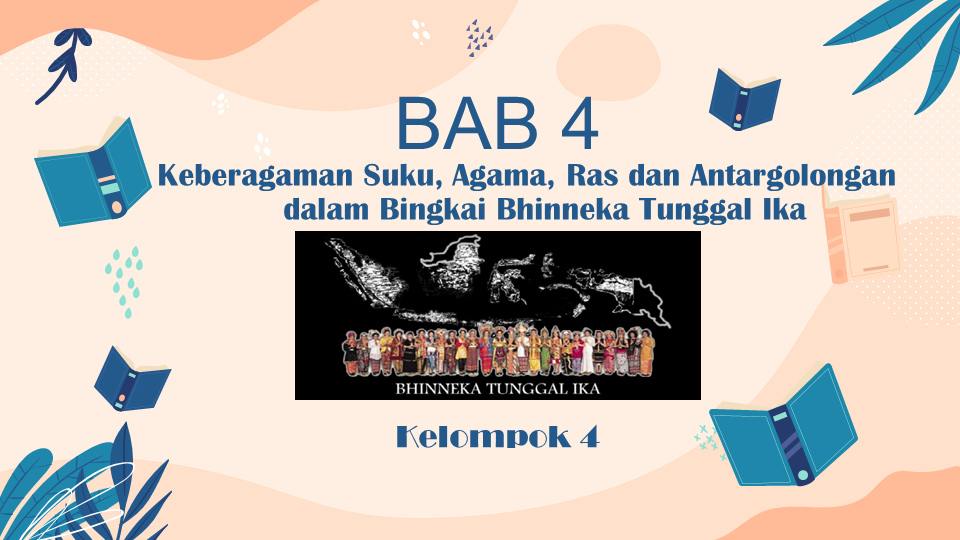 BAB 4
Keberagaman Suku, Agama, Ras dan Antargolongan
dalam Bingkai Bhinneka Tunggal Ika
BHINNEKA TUNGGAL IKA
Kelompok 4